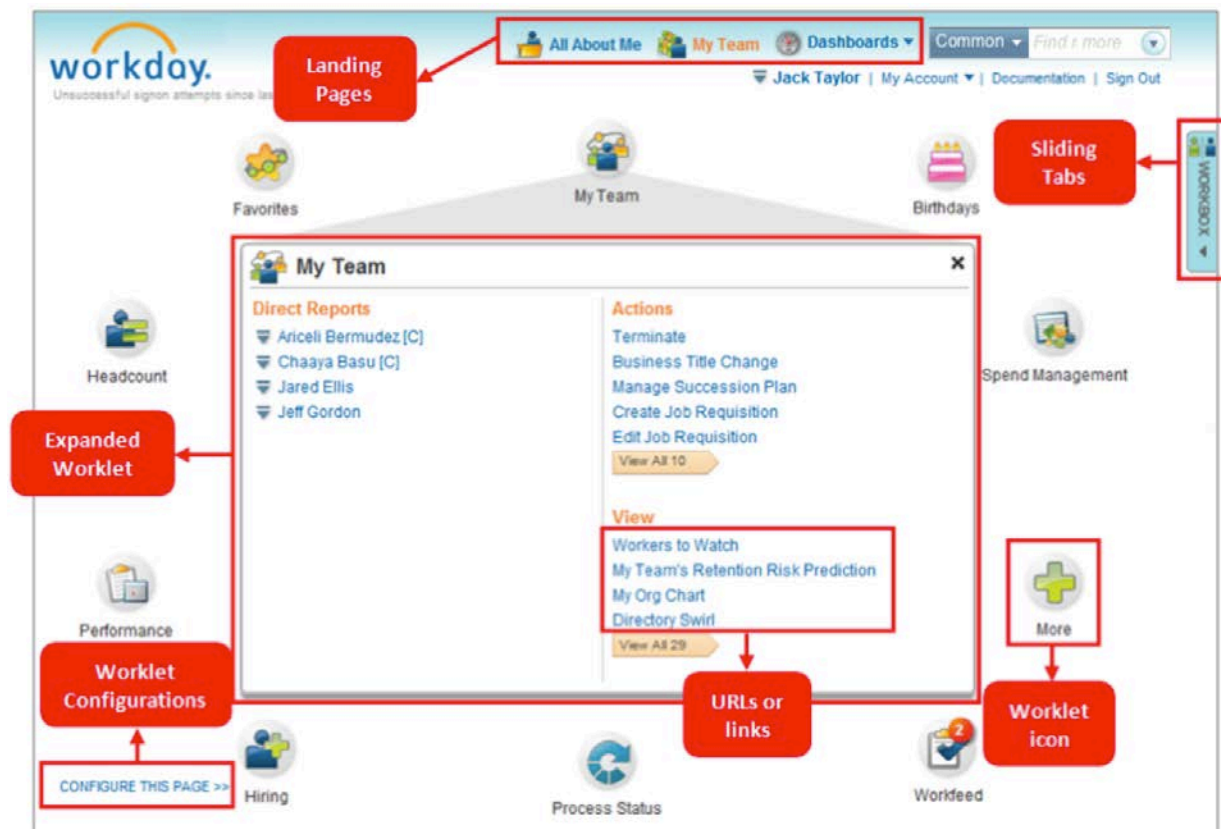 All About Me My Team Dashboards Common
workday.
Landing
Pages
Jack Taylor | My Account | Documentation | Sign Out
Unsuccessful signon attempts since
Sliding
Tabs
WORKBOX
Favorites
My Team
Birthdays
My Team
Direct Reports
Ariceli Bermudez [C]
Chaaya Basu [C]
Jared Ellis
Jeff Gordon
Actions
Terminate
Business Title Change
Manage Succession Plan
Create Job Requisition
Edit Job Requisition
View All 10
View
Workers to Watch
My Team's Retention Risk Prediction
My Org Chart
Directory Swirl
View All 29
Headcount
Spend Management
Expanded
Worklet
Performance
More
Worklet
Configurations
URLs or
links
Worklet
icon
CONFIGURE THIS PAGE >>
Hiring
Process Status
2
Workfeed